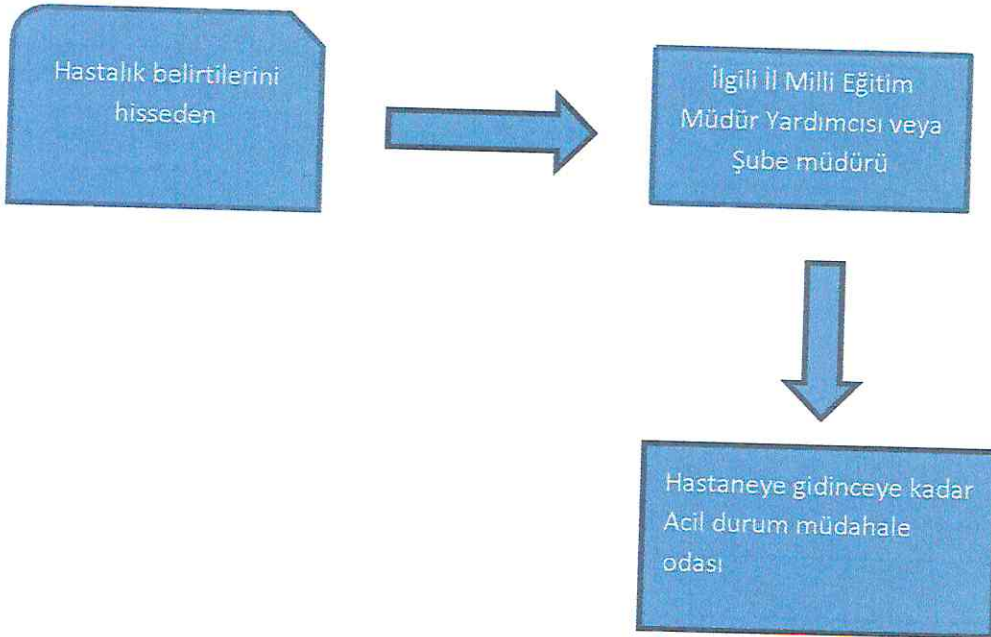 Hastalık belirtilerini
hisseden
İlgili İl Milli Eğitim
Müdür Yardımcısı veya
Şube müdürü
Hastaneye gidinceye kadar
Acil durum müdahale
odası